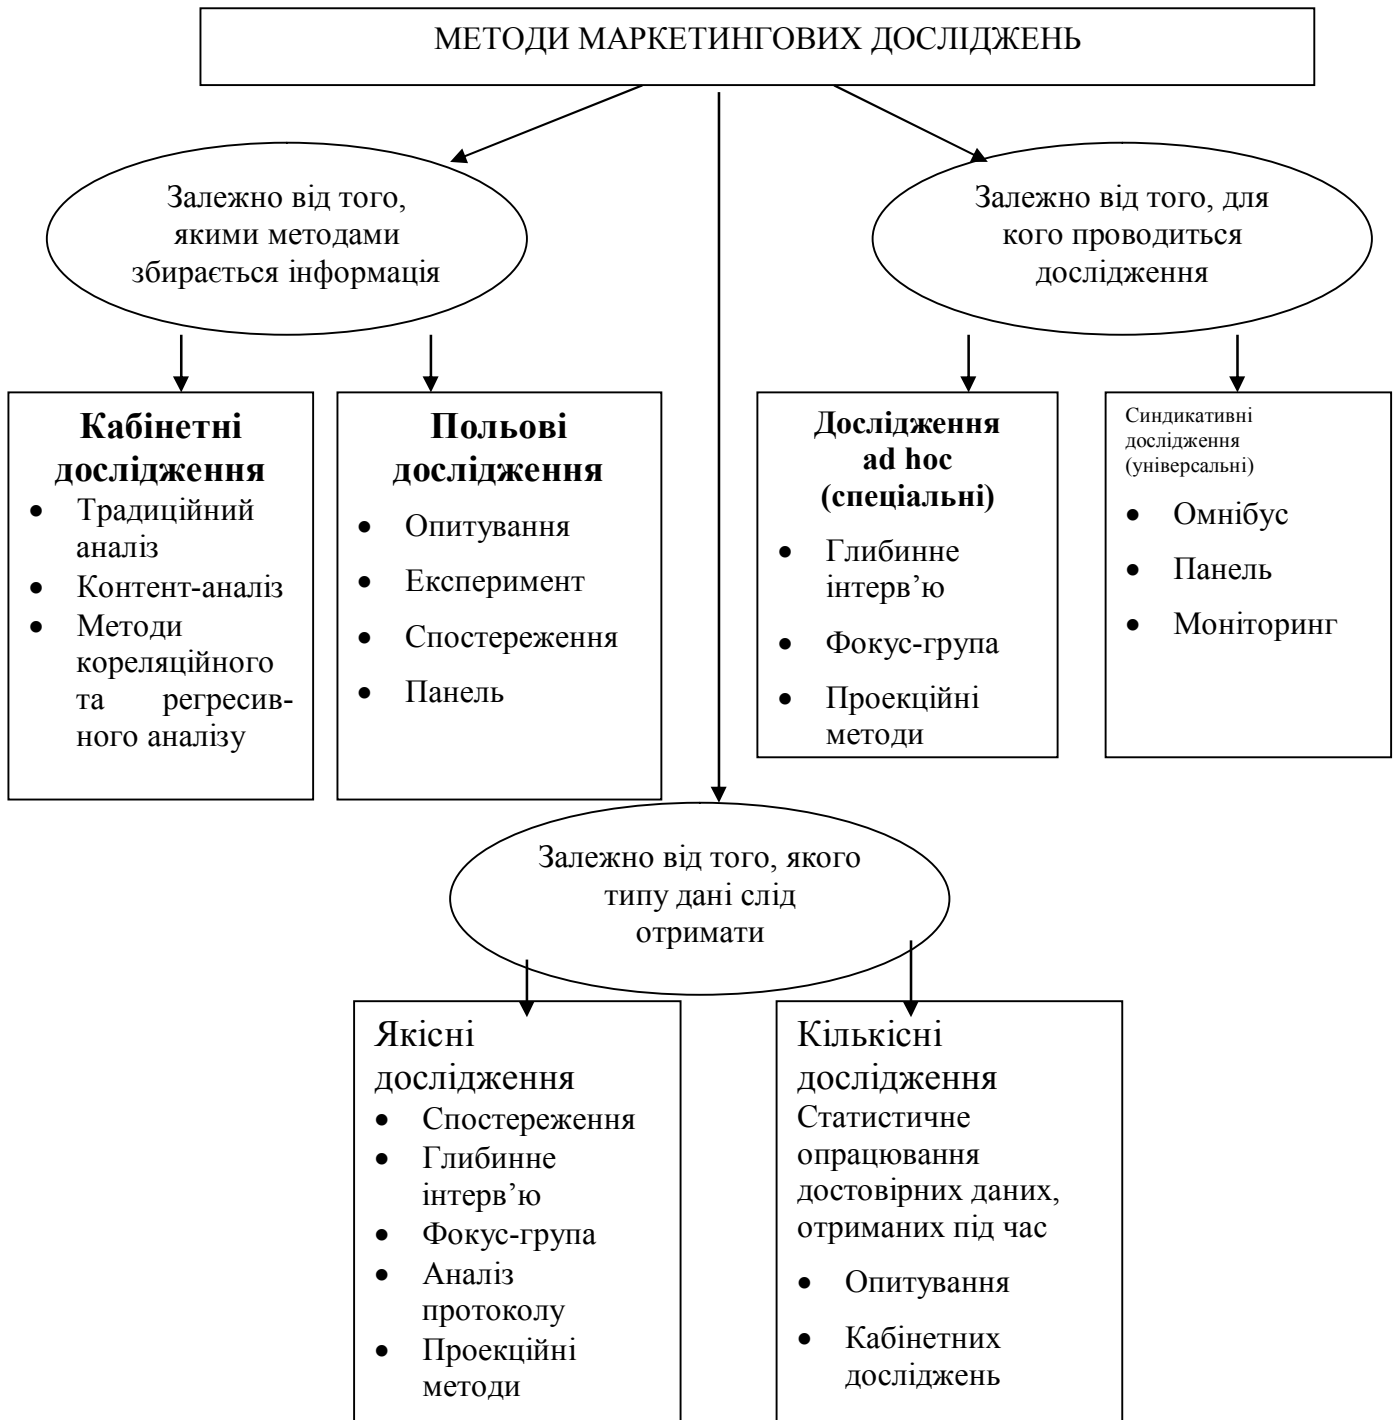 МЕТОДИ МАРКЕТИНГОВИХ ДОСЛІДЖЕНЬ
Залежно від того,
якими методами
збирається інформація
Залежно від того, для
кого проводиться
дослідження
Кабінетні
дослідження
• Традиційний
аналіз
• Контент-аналіз
• Методи
кореляційного
та регресив-
ного аналізу
Польові
дослідження
• Опитування
• Експеримент
• Спостереження
• Панель
Дослідження
ad hoc
(спеціальні)
• Глибинне
інтерв’ю
• Фокус-група
• Проекційні
методи
Синдикативні
дослідження
(універсальні)
• Омнібус
• Панель
• Моніторинг
Залежно від того, якого
типу дані слід
отримати
Якісні
дослідження
• Спостереження
• Глибинне
інтерв’ю
• Фокус-група
• Аналіз
протоколу
• Проекційні
методи
Кількісні
дослідження
Статистичне
опрацювання
достовірних даних,
отриманих під час
• Опитування
• Кабінетних
досліджень